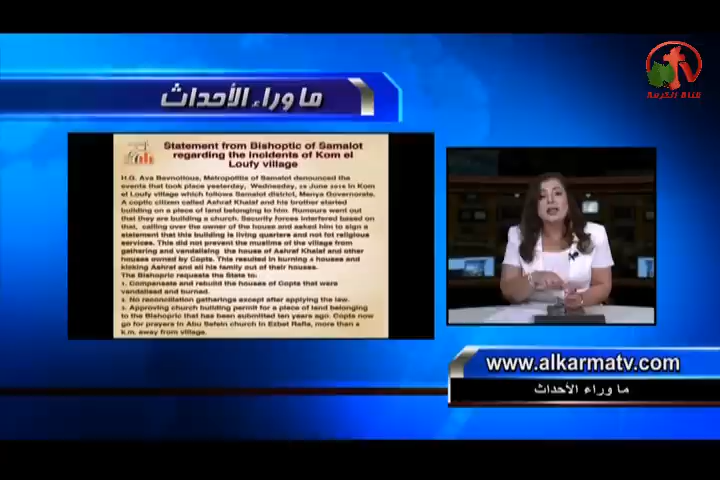 ما وراء الأحداث
قناة الكرمة
Statement from Bishoptic of Samalot
regarding the incidents of Kom el
Loufy village
H.G. Ava Bevnotious, Metropolitis of Samalot denounced the
events that took place yesterday, Wednesday, 29 June 2016 in Kom
el Loufy village which follows Samalot district, Menya Governorate.
A coptic citizen called Ashraf Khalaf and his brother started
building on a piece of land belonging to him. Rumours went out
that they are building a church. Security forces interfered based on
that, calling over the owner of the house and asked him to sign a
statement that this building is living quarters and not fot religious
services. This did not prevent the muslims of the village from
gathering and vandalising the house of Ashraf Khalaf and other
houses owned by Copts. This resulted in burning 4 houses and
kicking Ashraf and all his family out of their houses.
The Bishopric requests the State to:
1. Compensate and rebuild the houses of Copts that were
vandalised and burned.
2. No reconciliation gatherings except after applying the law.
3. Approving church building permit for a piece of land belonging
to the Bishopric that has been submitted ten years ago. Copts now
go for prayers in Abu Sefein church in Ezbet Rafla, more than a
k.m. away from village.
www.alkarmatv.com
ما وراء الأحداث